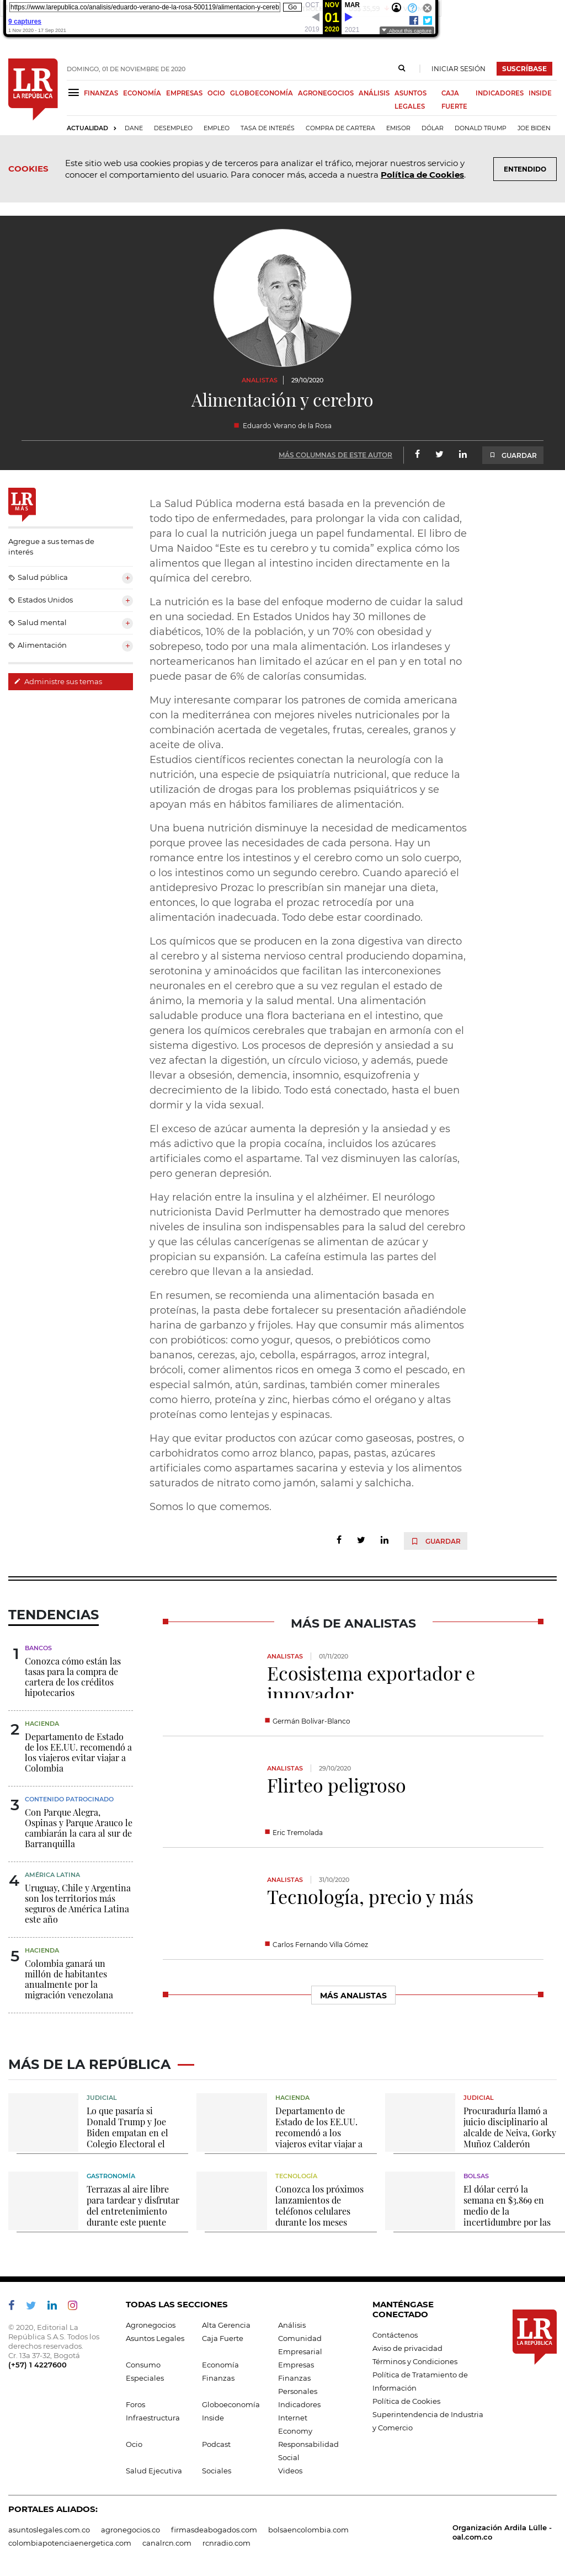 https://www.larepublica.co/analisis/eduardo-verano-de-la-rosa-500119/alimentacion-y-cereb
Go
OCT NOV MAR
01
2019 2020 2021
9 captures
1 Nov 2020 - 17 Sep 2021
About this capture
LR
LA REPÚBLICA
DOMINGO, 01 DE NOVIEMBRE DE 2020
INICIAR SESIÓN
SUSCRÍBASE
FINANZAS ECONOMÍA EMPRESAS OCIO GLOBOECONOMÍA AGRONEGOCIOS ANÁLISIS ASUNTOS LEGALES CAJA FUERTE INDICADORES INSIDE
ACTUALIDAD › DANE DESEMPLEO EMPLEO TASA DE INTERÉS COMPRA DE CARTERA EMISOR DÓLAR DONALD TRUMP JOE BIDEN
COOKIES
Este sitio web usa cookies propias y de terceros para analizar el tráfico, mejorar nuestros servicio y
conocer el comportamiento del usuario. Para conocer más, acceda a nuestra Política de Cookies.
ENTENDIDO
ANALISTAS
29/10/2020
Alimentación y cerebro
Eduardo Verano de la Rosa
MÁS COLUMNAS DE ESTE AUTOR
GUARDAR
LR
MÁS
Agregue a sus temas de
interés
Salud pública +
Estados Unidos +
Salud mental +
Alimentación +
Administre sus temas
La Salud Pública moderna está basada en la prevención de
todo tipo de enfermedades, para prolongar la vida con calidad,
para lo cual la nutrición juega un papel fundamental. El libro de
Uma Naidoo “Este es tu cerebro y tu comida” explica cómo los
alimentos que llegan al intestino inciden directamente en la
química del cerebro.
La nutrición es la base del enfoque moderno de cuidar la salud
en una sociedad. En Estados Unidos hay 30 millones de
diabéticos, 10% de la población, y un 70% con obesidad y
sobrepeso, todo por una mala alimentación. Los irlandeses y
norteamericanos han limitado el azúcar en el pan y en total no
puede pasar de 6% de calorías consumidas.
Muy interesante comparar los patrones de comida americana
con la mediterránea con mejores niveles nutricionales por la
combinación acertada de vegetales, frutas, cereales, granos y
aceite de oliva.
Estudios científicos recientes conectan la neurología con la
nutrición, una especie de psiquiatría nutricional, que reduce la
utilización de drogas para los problemas psiquiátricos y se
apoya más en hábitos familiares de alimentación.
Una buena nutrición disminuye la necesidad de medicamentos
porque provee las necesidades de cada persona. Hay un
vínculo entre los intestinos y el cerebro como un solo cuerpo,
o los intestinos como un segundo cerebro. Cuando apareció el
antidepresivo Prozac lo prescribían sin manejar una dieta,
entonces, lo que lograba el prozac retrocedía por una
alimentación inadecuada. Todo debe estar coordinado.
Los químicos que se producen en la zona digestiva van directo
al cerebro y al sistema nervioso central produciendo dopamina,
serotonina, acetilcolina que facilitan las interconexiones
neuronales en el cerebro que a su vez regulan el estado de
ánimo, la memoria y la salud mental. Una alimentación
saludable produce una flora bacteriana en el intestino, que
genera los químicos cerebrales que trabajan en armonía con el
sistema digestivo. Los procesos de depresión y ansiedad a su
vez afectan la digestión, un círculo vicioso, y además, puede
llevar a obsesión, demencia, insomnio, esquizofrenia y
decrecimiento de la libido. Todo está conectado, hasta el buen
dormir y la vida sexual.
El exceso de azúcar aumenta la depresión y la ansiedad y es
más adictivo que la propia cocaína, incluidos los azúcares
artificiales como el aspartame. Tal vez disminuyen las calorías,
pero generan depresión.
Hay relación entre la insulina y el alzhéimer. El neurólogo
nutricionista David Perlmutter ha demostrado que menores
niveles de insulina son indispensables para la salud del cerebro
y que las células cancerígenas se alimentan de azúcar y
propician su expansión. La cafeína estimula las partes del
cerebro que llevan a la ansiedad.
En resumen, se recomienda una alimentación basada en
proteínas, la pasta debe fortalecer su presentación añadiéndole
harina de garbanzo y frijoles. Hay que consumir más alimentos
con probióticos: como yogur, quesos, o prebióticos como
bananos, cerezas, ajo, cebolla, espárragos, arroz integral,
brócoli, comer alimentos ricos en omega 3 como el pescado, en
especial salmón, atún, sardinas, también comer minerales
como hierro, proteína y zinc, hierbas cómo el orégano y altas
proteínas como lentejas y espinacas.
Hay que evitar consumir productos con azúcar como gaseosas, postres, o
carbohidratos como arroz blanco, papas, pastas, azúcares
artificiales como aspartames sacarina y estevia y los alimentos
saturados de nitrato como jamón, salami y salchicha.
Somos lo que comemos.
GUARDAR
TENDENCIAS
1 BANCOS
Conozca cómo están las
tasas para la compra de
cartera de los créditos
hipotecarios
2 HACIENDA
Departamento de Estado
de los EE.UU. recomendó a
los viajeros evitar viajar a
Colombia
3 CONTENIDO PATROCINADO
Con Parque Alegra,
Ospinas y Parque Arauco le
cambiarán la cara al sur de
Barranquilla
4 AMÉRICA LATINA
Uruguay, Chile y Argentina
son los territorios más
seguros de América Latina
este año
5 HACIENDA
Colombia ganará un
millón de habitantes
anualmente por la
migración venezolana
MÁS DE ANALISTAS
ANALISTAS 01/11/2020
Ecosistema exportador e
innovador
Germán Bolívar-Blanco
ANALISTAS 29/10/2020
Flirteo peligroso
Eric Tremolada
ANALISTAS 31/10/2020
Tecnología, precio y más
Carlos Fernando Villa Gómez
MÁS ANALISTAS
MÁS DE LA REPÚBLICA
JUDICIAL
Lo que pasaría si
Donald Trump y Joe
Biden empatan en el
Colegio Electoral el
HACIENDA
Departamento de
Estado de los EE.UU.
recomendó a los
viajeros evitar viajar a
JUDICIAL
Procuraduría llamó a
juicio disciplinario al
alcalde de Neiva, Gorky
Muñoz Calderón
GASTRONOMÍA
Terrazas al aire libre
para tardear y disfrutar
del entretenimiento
durante este puente
TECNOLOGÍA
Conozca los próximos
lanzamientos de
teléfonos celulares
durante los meses
BOLSAS
El dólar cerró la
semana en $3.869 en
medio de la
incertidumbre por las
© 2020, Editorial La
República S.A.S. Todos los
derechos reservados.
Cr. 13a 37-32, Bogotá
(+57) 1 4227600
TODAS LAS SECCIONES
Agronegocios Alta Gerencia Análisis
Asuntos Legales Caja Fuerte Comunidad
Empresarial
Consumo Economía Empresas
Especiales Finanzas Finanzas
Personales
Foros Globoeconomía Indicadores
Infraestructura Inside Internet
Economy
Ocio Podcast Responsabilidad
Social
Salud Ejecutiva Sociales Videos
MANTÉNGASE
CONECTADO
Contáctenos
Aviso de privacidad
Términos y Condiciones
Política de Tratamiento de
Información
Política de Cookies
Superintendencia de Industria
y Comercio
LR
LA REPÚBLICA
PORTALES ALIADOS:
asuntoslegales.com.co agronegocios.co firmasdeabogados.com bolsaencolombia.com
colombiapotenciaenergetica.com canalrcn.com rcnradio.com
Organización Ardila Lülle -
oal.com.co